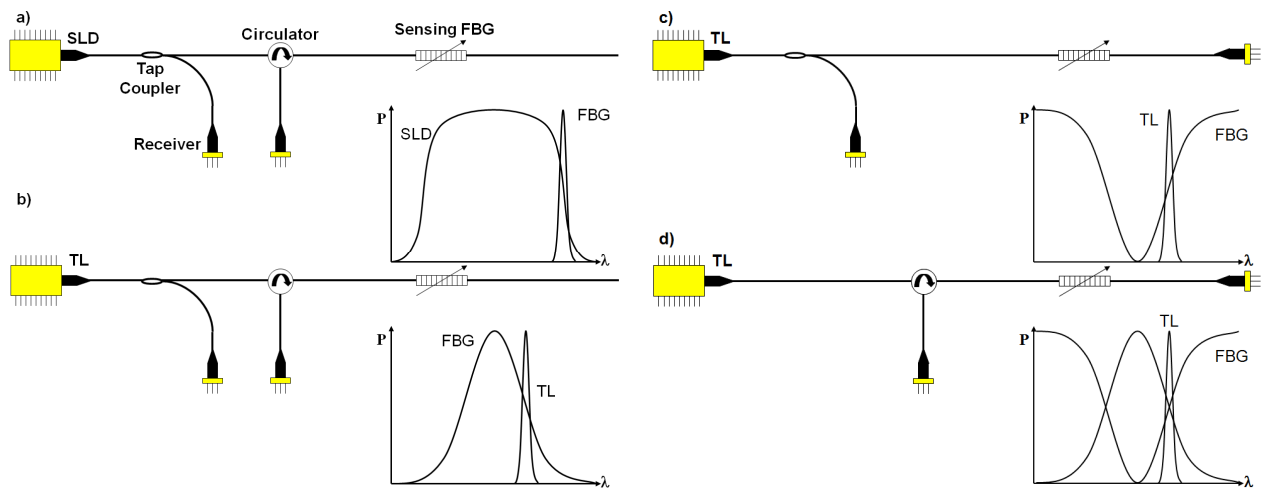 a)
SLD
Tap
Coupler
Circulator
Sensing FBG
Receiver
P
SLD
FBG
λ
b)
TL
P
FBG
TL
λ
c)
TL
P
TL
FBG
λ
d)
TL
P
TL
FBG
λ